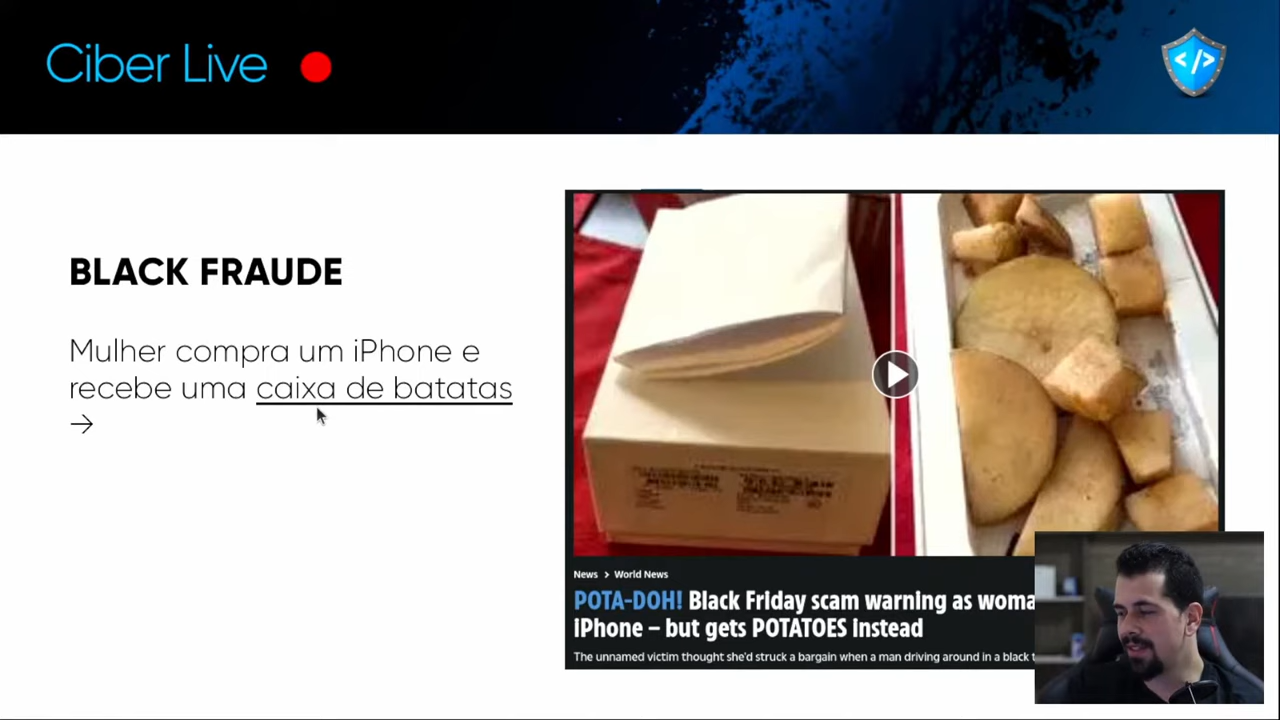 Ciber Live
</>
BLACK FRAUDE
Mulher compra um iPhone e
recebe uma caixa de batatas
→
News > World News
POTA-DOH! Black Friday scam warning as woma
iPhone – but gets POTATOES instead
The unnamed victim thought she'd struck a bargain when a man driving around in a black t